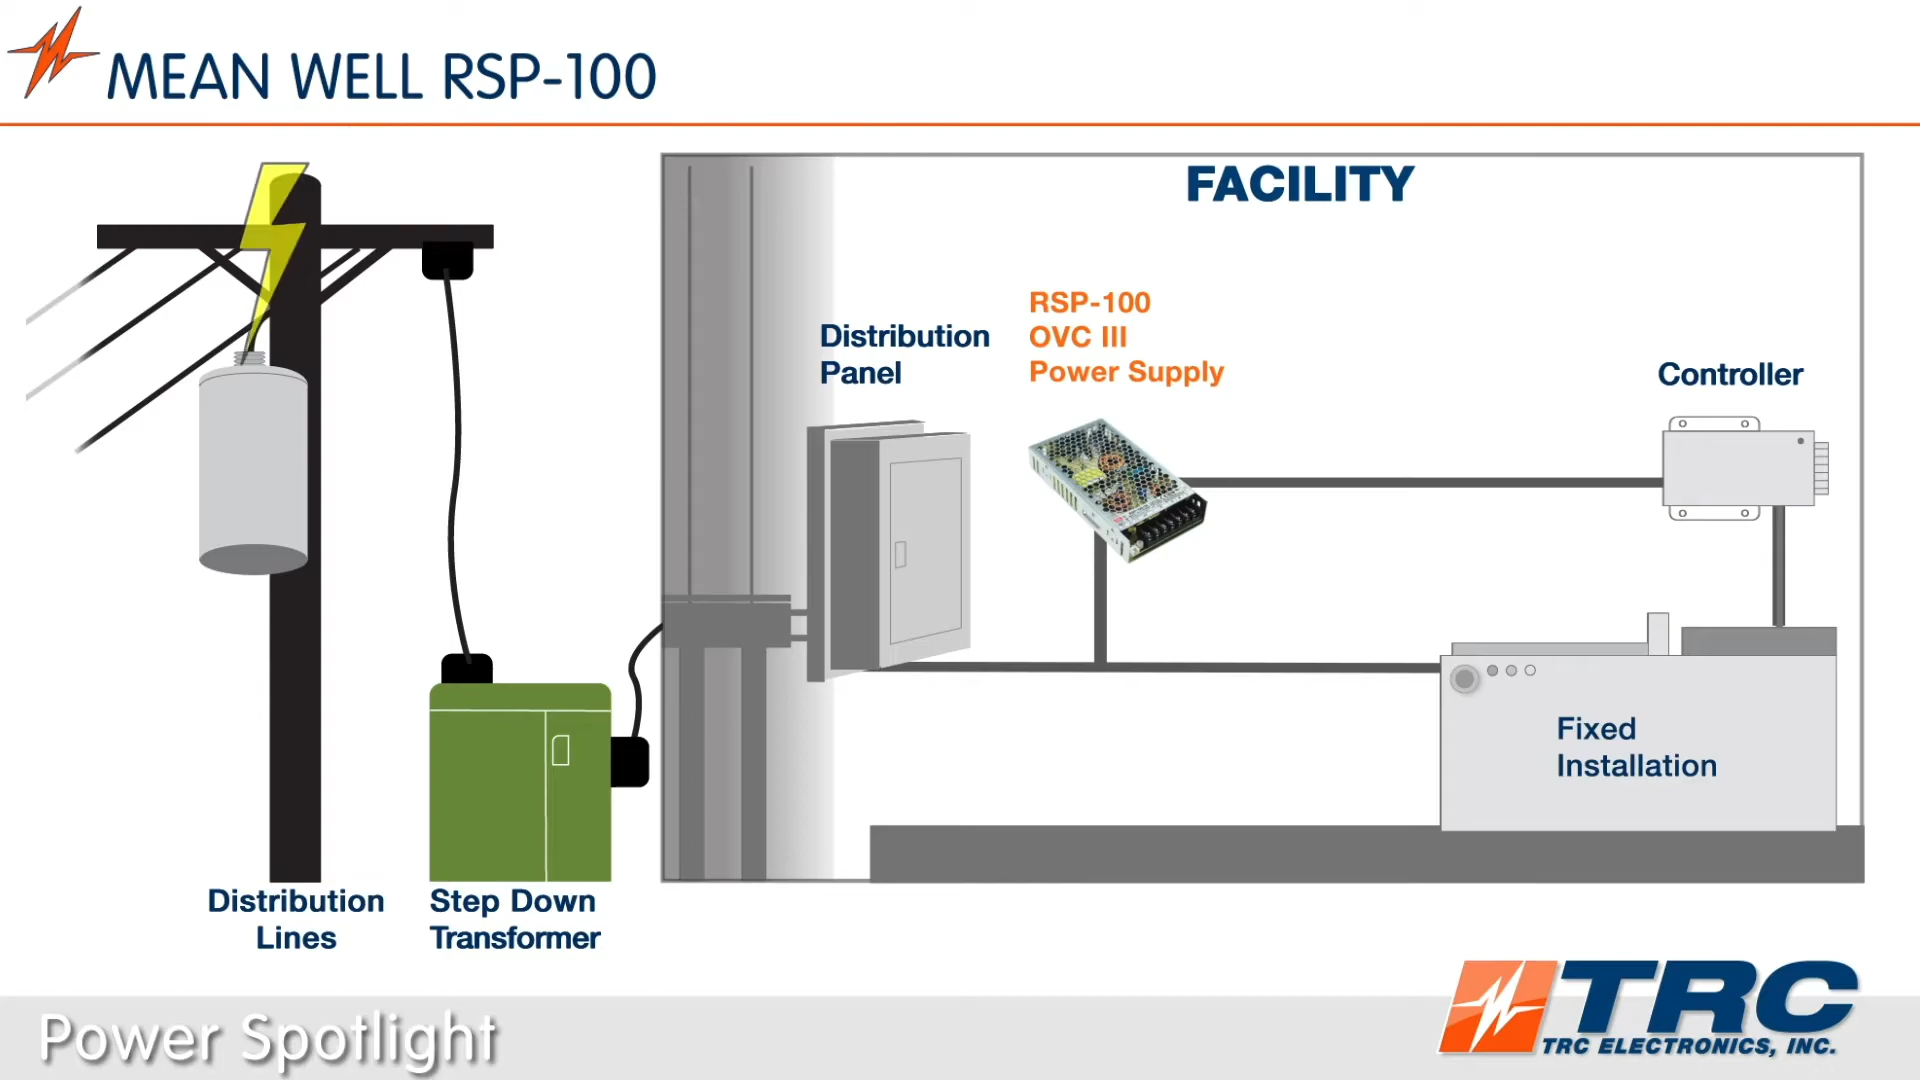 MEAN WELL RSP-100
FACILITY
RSP-100
OVC III
Power Supply
Distribution
Panel
Controller
Fixed
Installation
Distribution
Lines
Step Down
Transformer
Power Spotlight
TRC
TRC ELECTRONICS, INC.